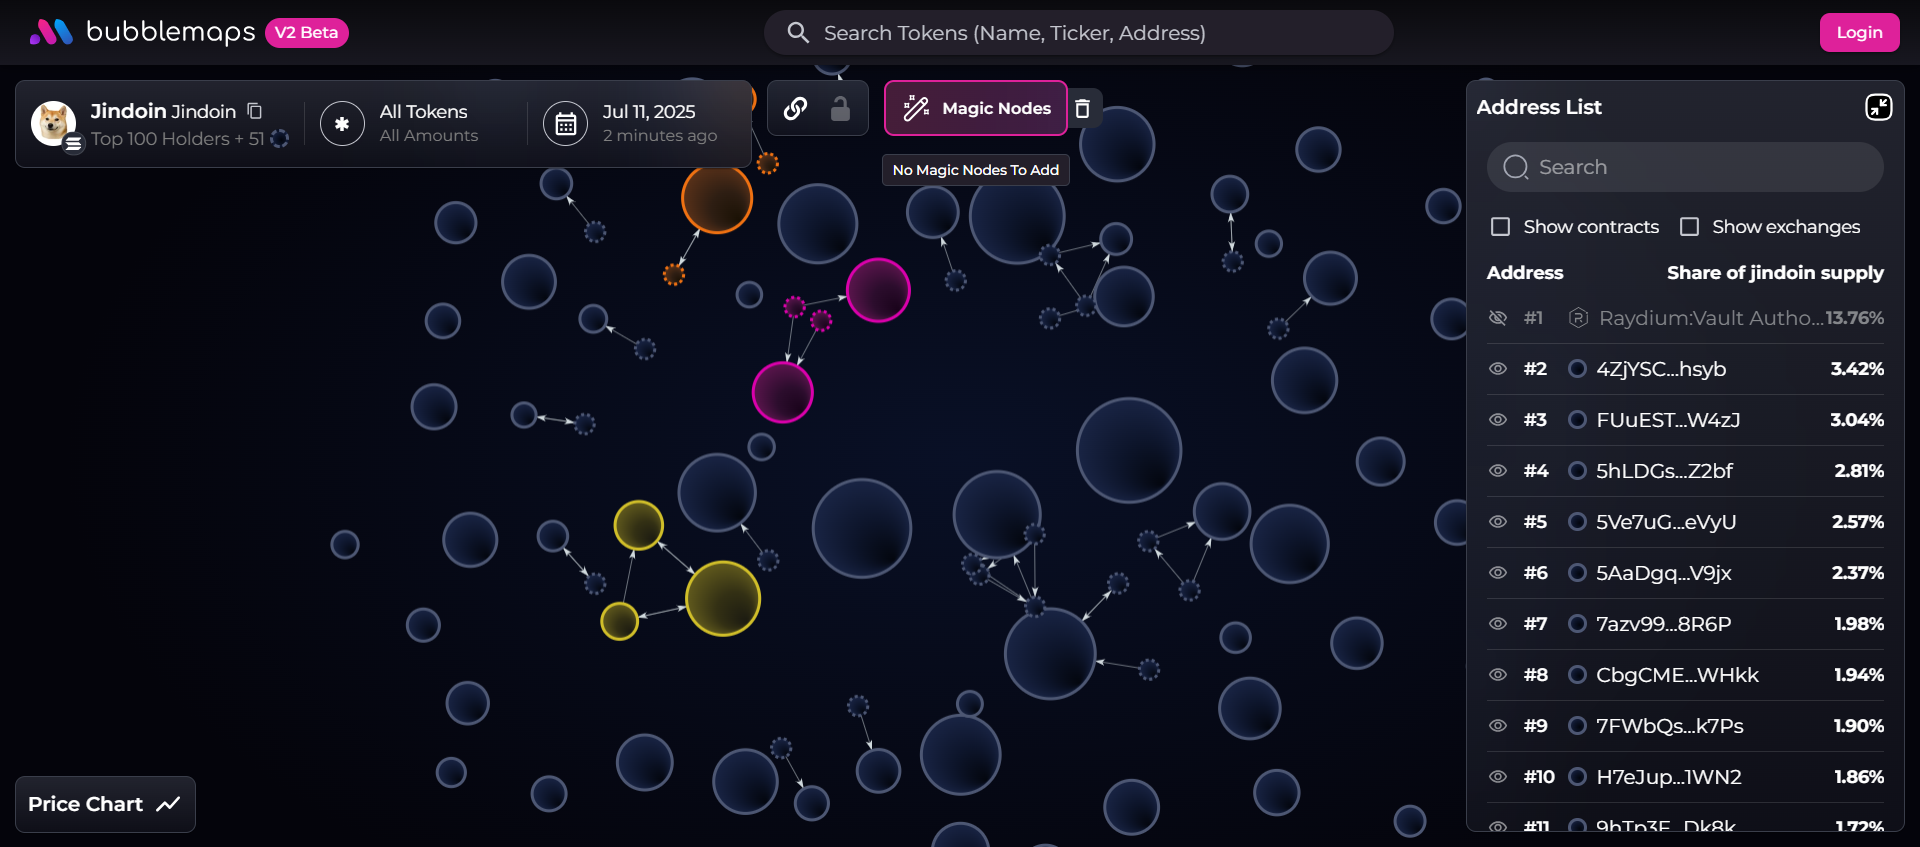 bubblemaps V2 Beta
Search Tokens (Name, Ticker, Address)
Login
Jindoin Jindoin
Top 100 Holders + 51
All Tokens
All Amounts
Jul 11, 2025
2 minutes ago
Magic Nodes
No Magic Nodes To Add
Address List
Search
Show contracts Show exchanges
Address Share of jindoin supply
#1 Raydium:Vault Autho... 13.76%
#2 4ZjYSC...hsyb 3.42%
#3 FUuEST...W4zJ 3.04%
#4 5hLDGs...Z2bf 2.81%
#5 5Ve7uG...eVyU 2.57%
#6 5AaDgq...V9jx 2.37%
#7 7azv99...8R6P 1.98%
#8 CbgCME...WHkk 1.94%
#9 7FWbQs...k7Ps 1.90%
#10 H7eJup...1WN2 1.86%
#11 9hTp3E...Dk8k 1.72%
Price Chart